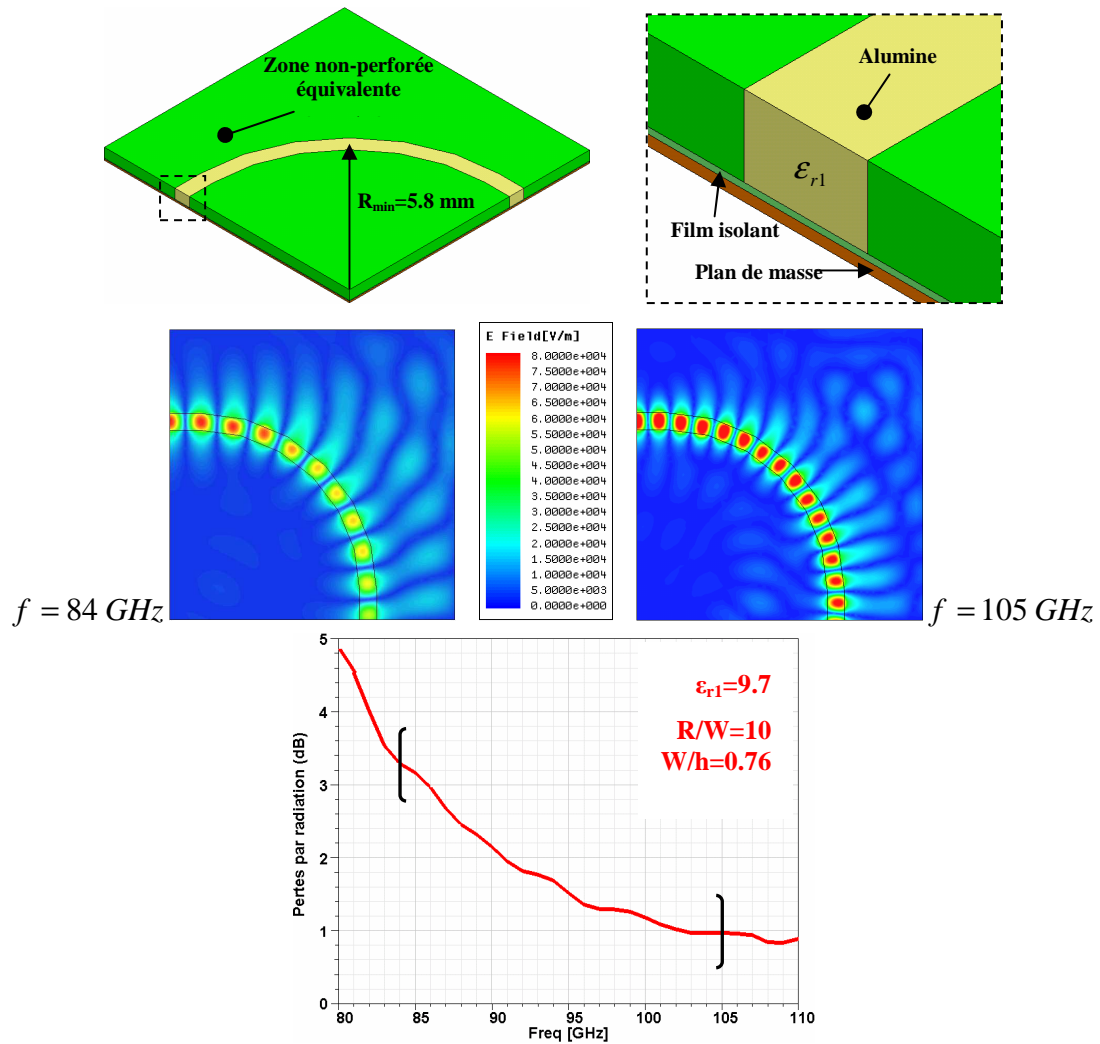 Zone non-perforée
équivalente
R_min=5.8 mm
Alumine
ε_r1
Film isolant
Plan de masse
E Field[V/m]
8.0000e+004
7.5000e+004
7.0000e+004
6.5000e+004
6.0000e+004
5.5000e+004
5.0000e+004
4.5000e+004
4.0000e+004
3.5000e+004
3.0000e+004
2.5000e+004
2.0000e+004
1.5000e+004
1.0000e+004
5.0000e+003
0.0000e+000
f = 84 GHz
f = 105 GHz
5
4
3
2
1
0
Pertes par radiation (dB)
ε_r1=9.7
R/W=10
W/h=0.76
80 85 90 95 100 105 110
Freq [GHz]